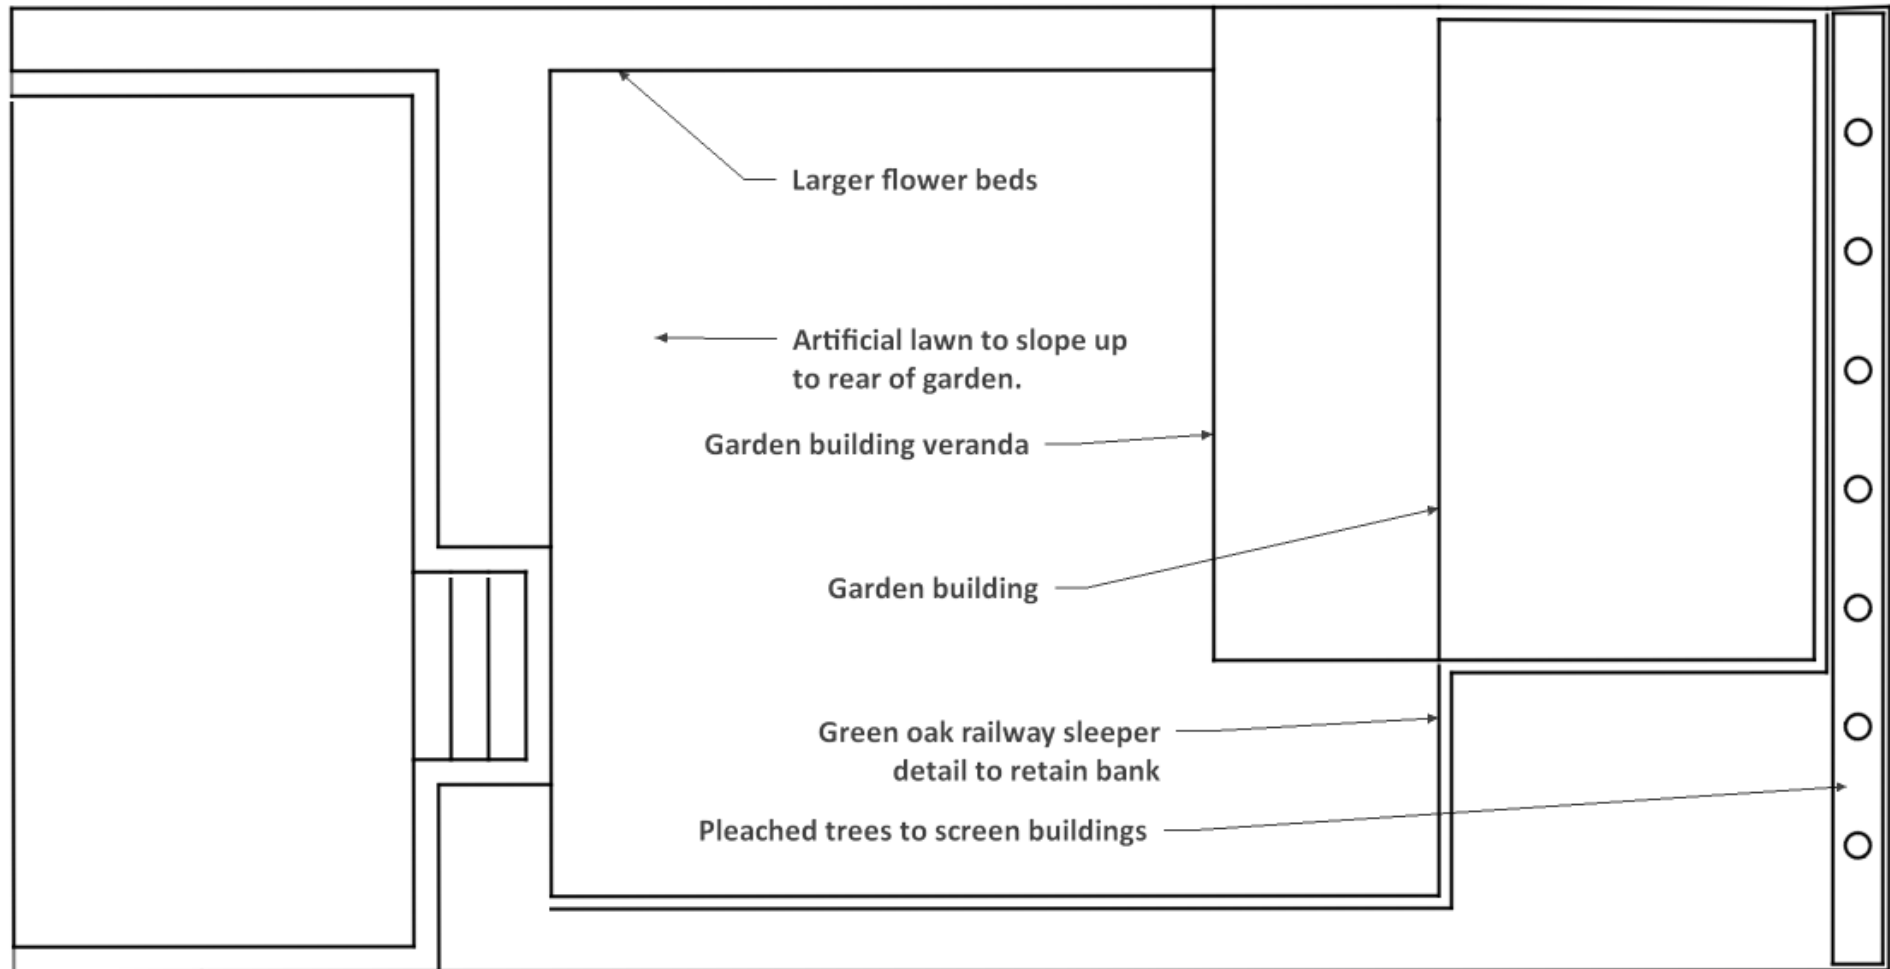 Larger flower beds
Artificial lawn to slope up
to rear of garden.
Garden building veranda
Garden building
Green oak railway sleeper
detail to retain bank
Pleached trees to screen buildings